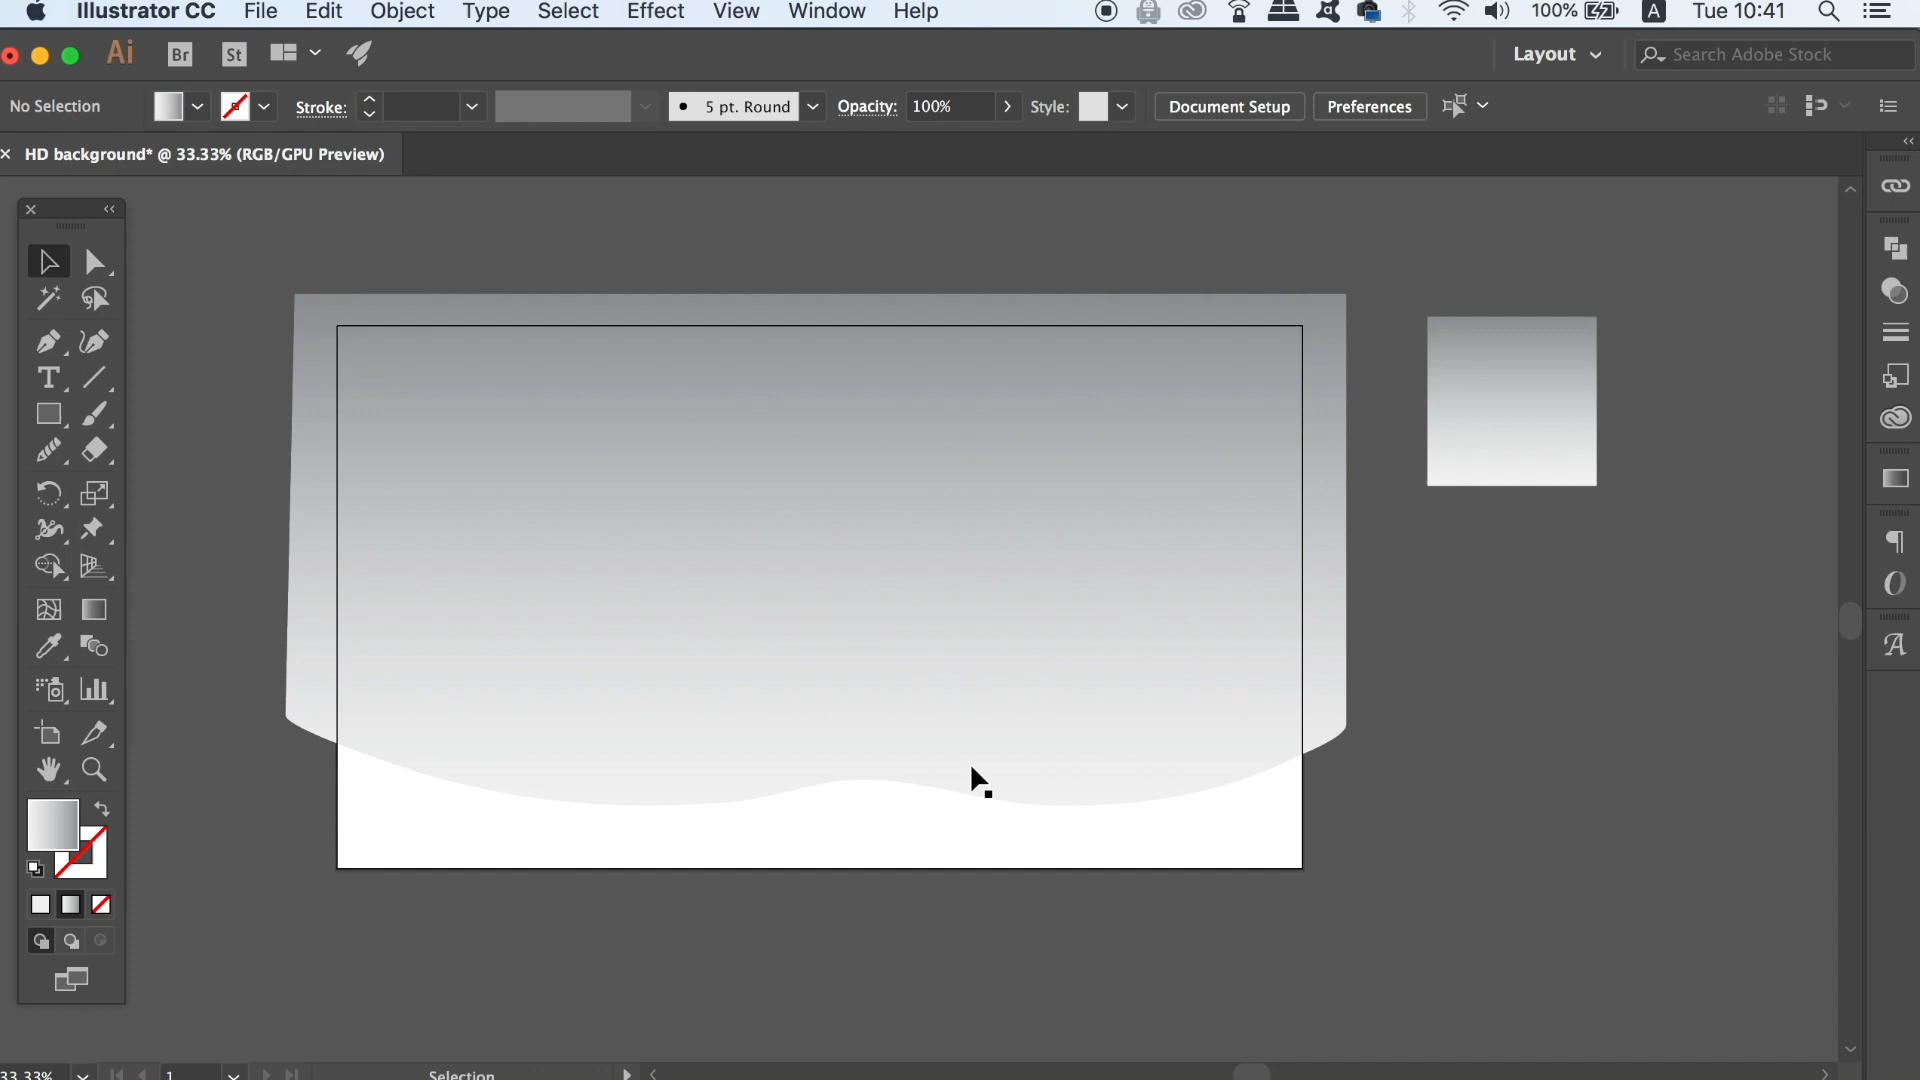 Illustrator CC File Edit Object Type Select Effect View Window Help 100% A Tue 10:41
Ai Br St Layout Search Adobe Stock
No Selection Stroke: 5 pt. Round Opacity: 100% Style: Document Setup Preferences
HD background* @ 33.33% (RGB/GPU Preview)
33.33% 1 Selection